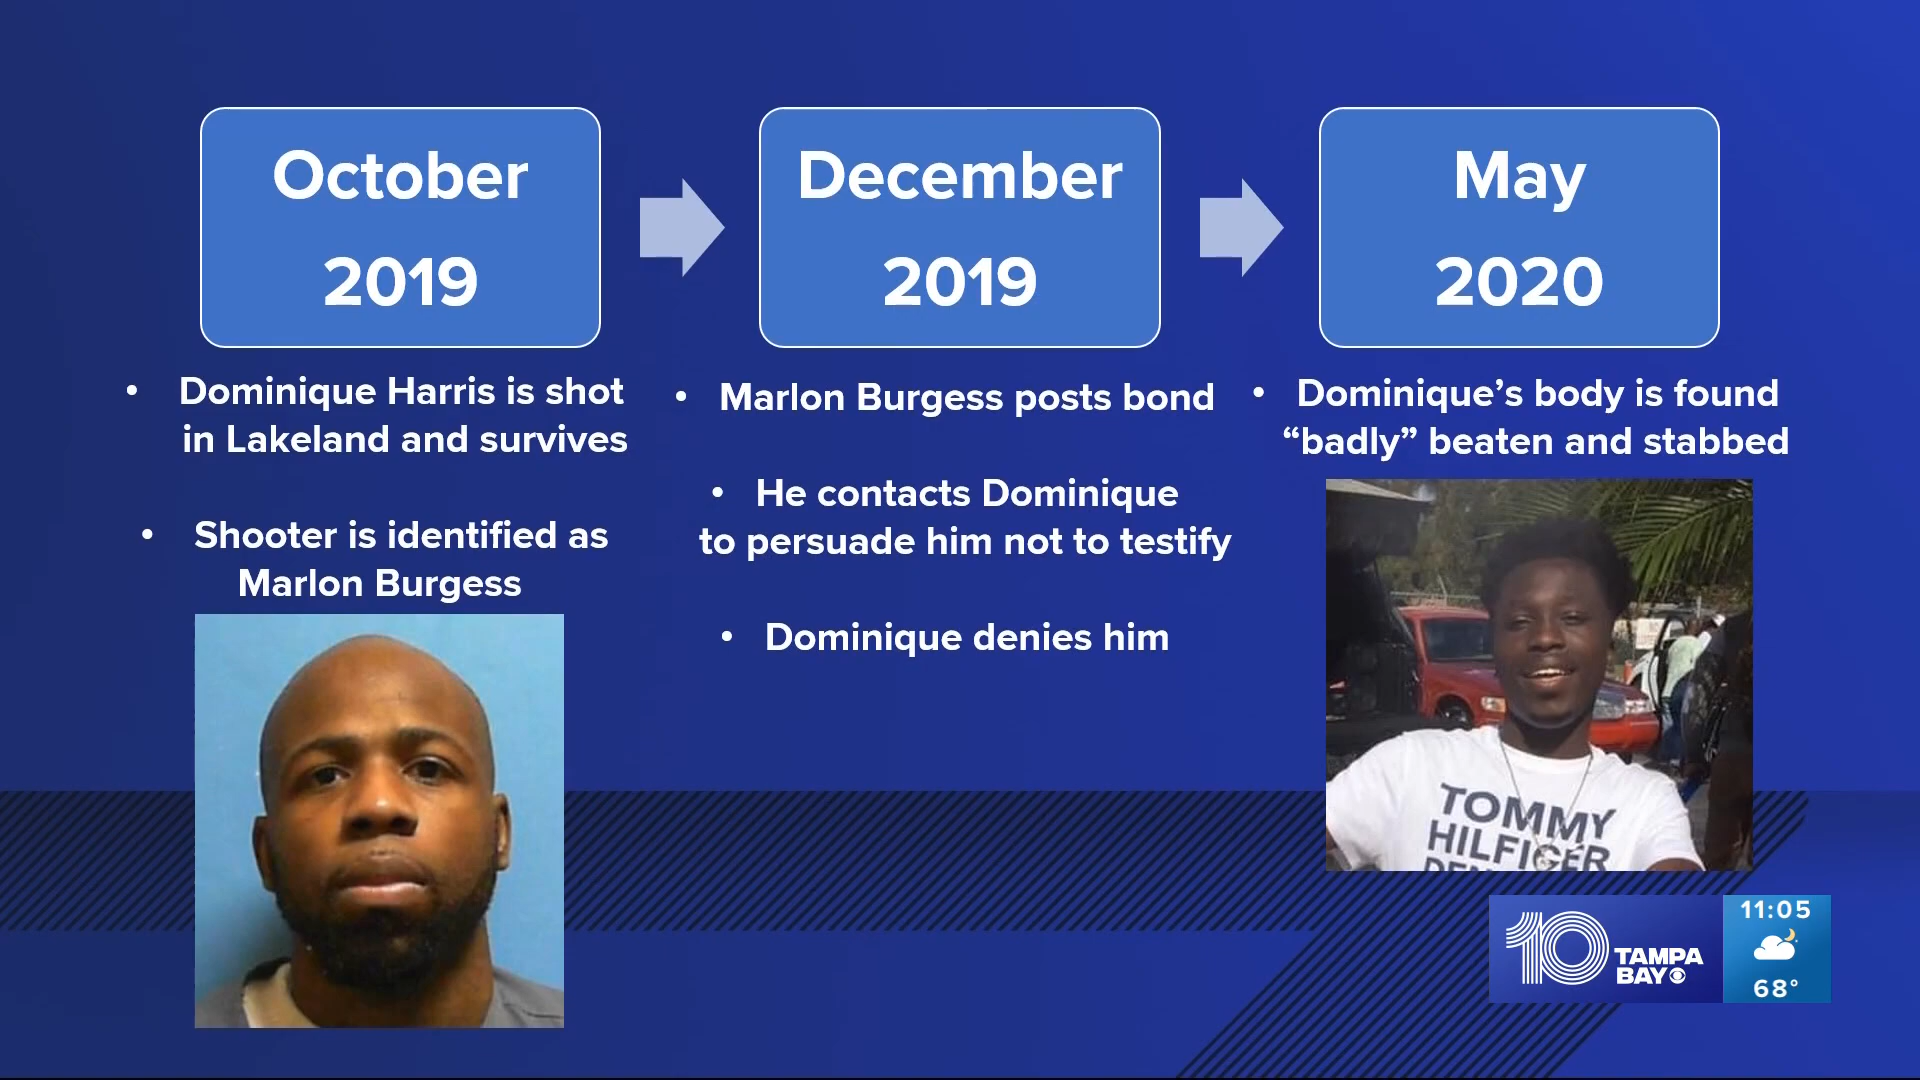 October
2019
December
2019
May
2020
• Dominique Harris is shot
in Lakeland and survives
• Shooter is identified as
Marlon Burgess
• Marlon Burgess posts bond
• He contacts Dominique
to persuade him not to testify
• Dominique denies him
• Dominique’s body is found
“badly” beaten and stabbed
TOMMY
HILFIGER
10 TAMPA
BAY
11:05
68°